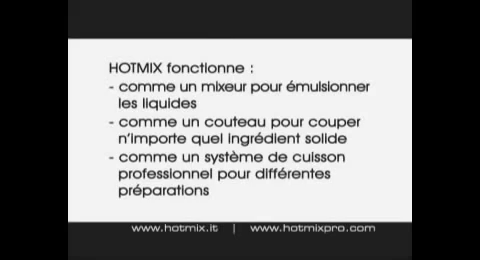 HOTMIX fonctionne :
- comme un mixeur pour émulsionner
les liquides
- comme un couteau pour couper
n'importe quel ingrédient solide
- comme un système de cuisson
professionnel pour différentes
préparations
www.hotmix.it | www.hotmixpro.com